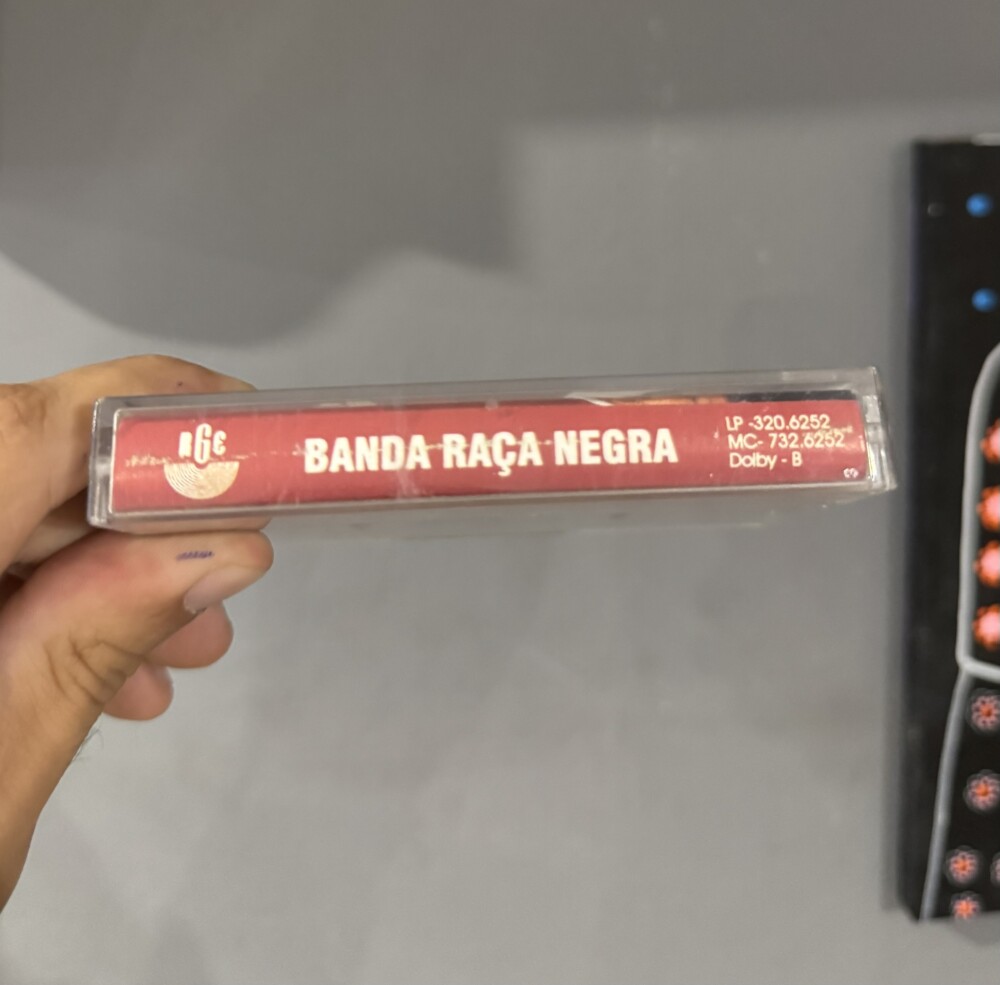 RGE
BANDA RAÇA NEGRA
LP -320.6252
MC- 732.6252
Dolby - B